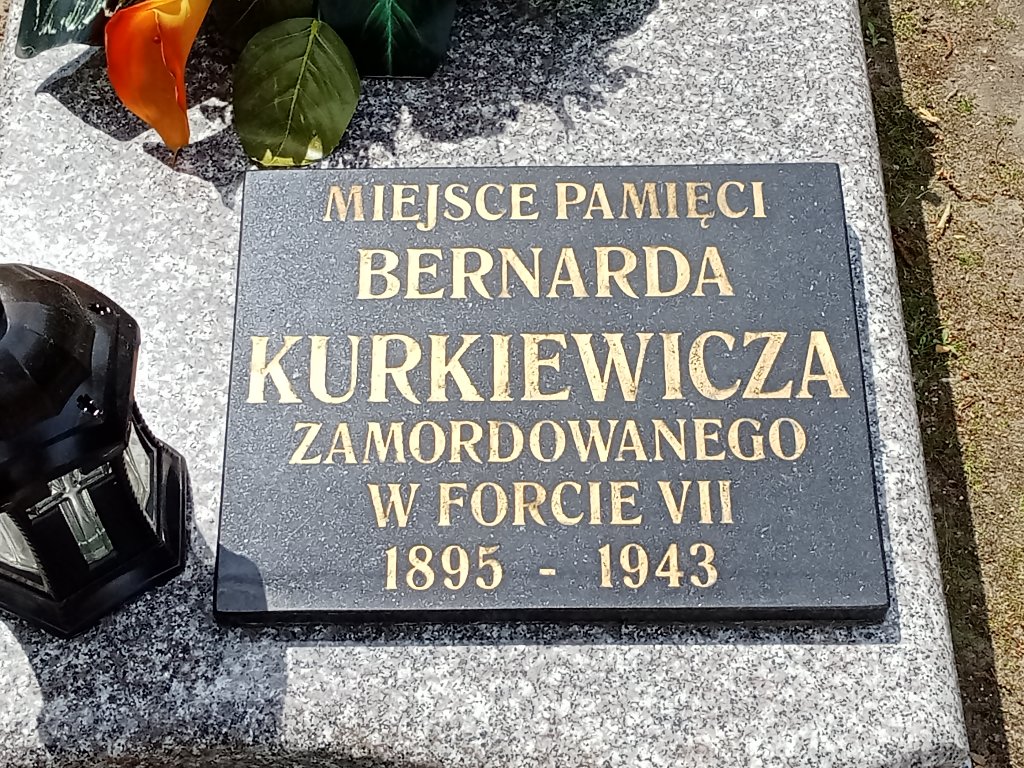 MIEJSCE PAMIĘCI
BERNARDA
KURKIEWICZA
ZAMORDOWANEGO
W FORCIE VII
1895 - 1943